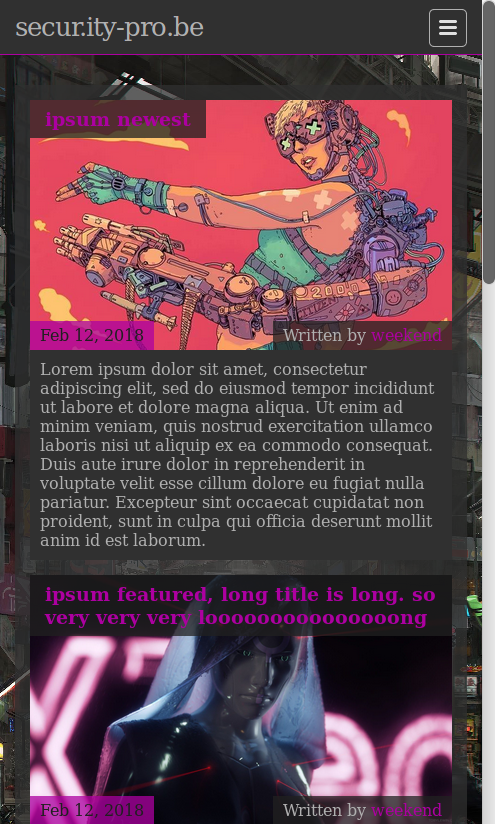 secur.ity-pro.be
ipsum newest
Feb 12, 2018
Written by weekend
Lorem ipsum dolor sit amet, consectetur
adipiscing elit, sed do eiusmod tempor incididunt
ut labore et dolore magna aliqua. Ut enim ad
minim veniam, quis nostrud exercitation ullamco
laboris nisi ut aliquip ex ea commodo consequat.
Duis aute irure dolor in reprehenderit in
voluptate velit esse cillum dolore eu fugiat nulla
pariatur. Excepteur sint occaecat cupidatat non
proident, sunt in culpa qui officia deserunt mollit
anim id est laborum.
ipsum featured, long title is long. so
very very very looooooooooooooong
Feb 12, 2018
Written by weekend